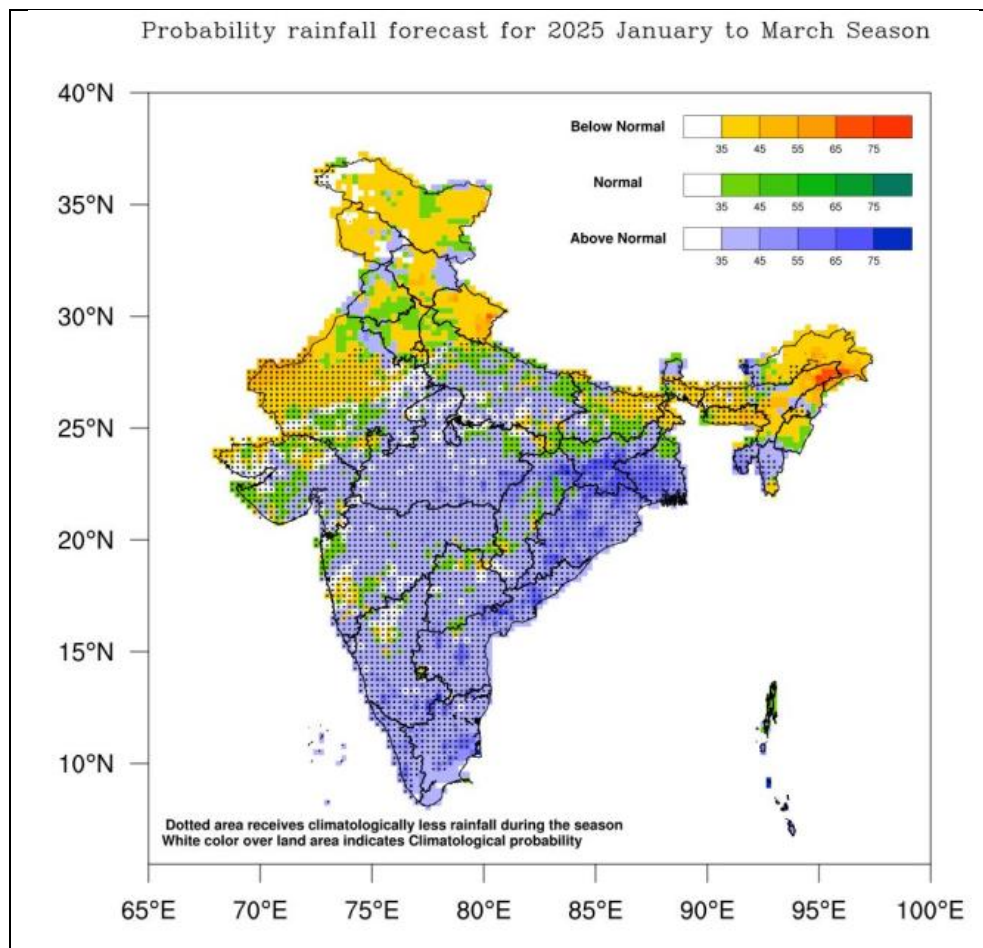 Probability rainfall forecast for 2025 January to March Season
40°N
35°N
30°N
25°N
20°N
15°N
10°N
Below Normal
35 45 55 65 75
Normal
35 45 55 65 75
Above Normal
35 45 55 65 75
Dotted area receives climatologically less rainfall during the season
White color over land area indicates Climatological probability
65°E 70°E 75°E 80°E 85°E 90°E 95°E 100°E